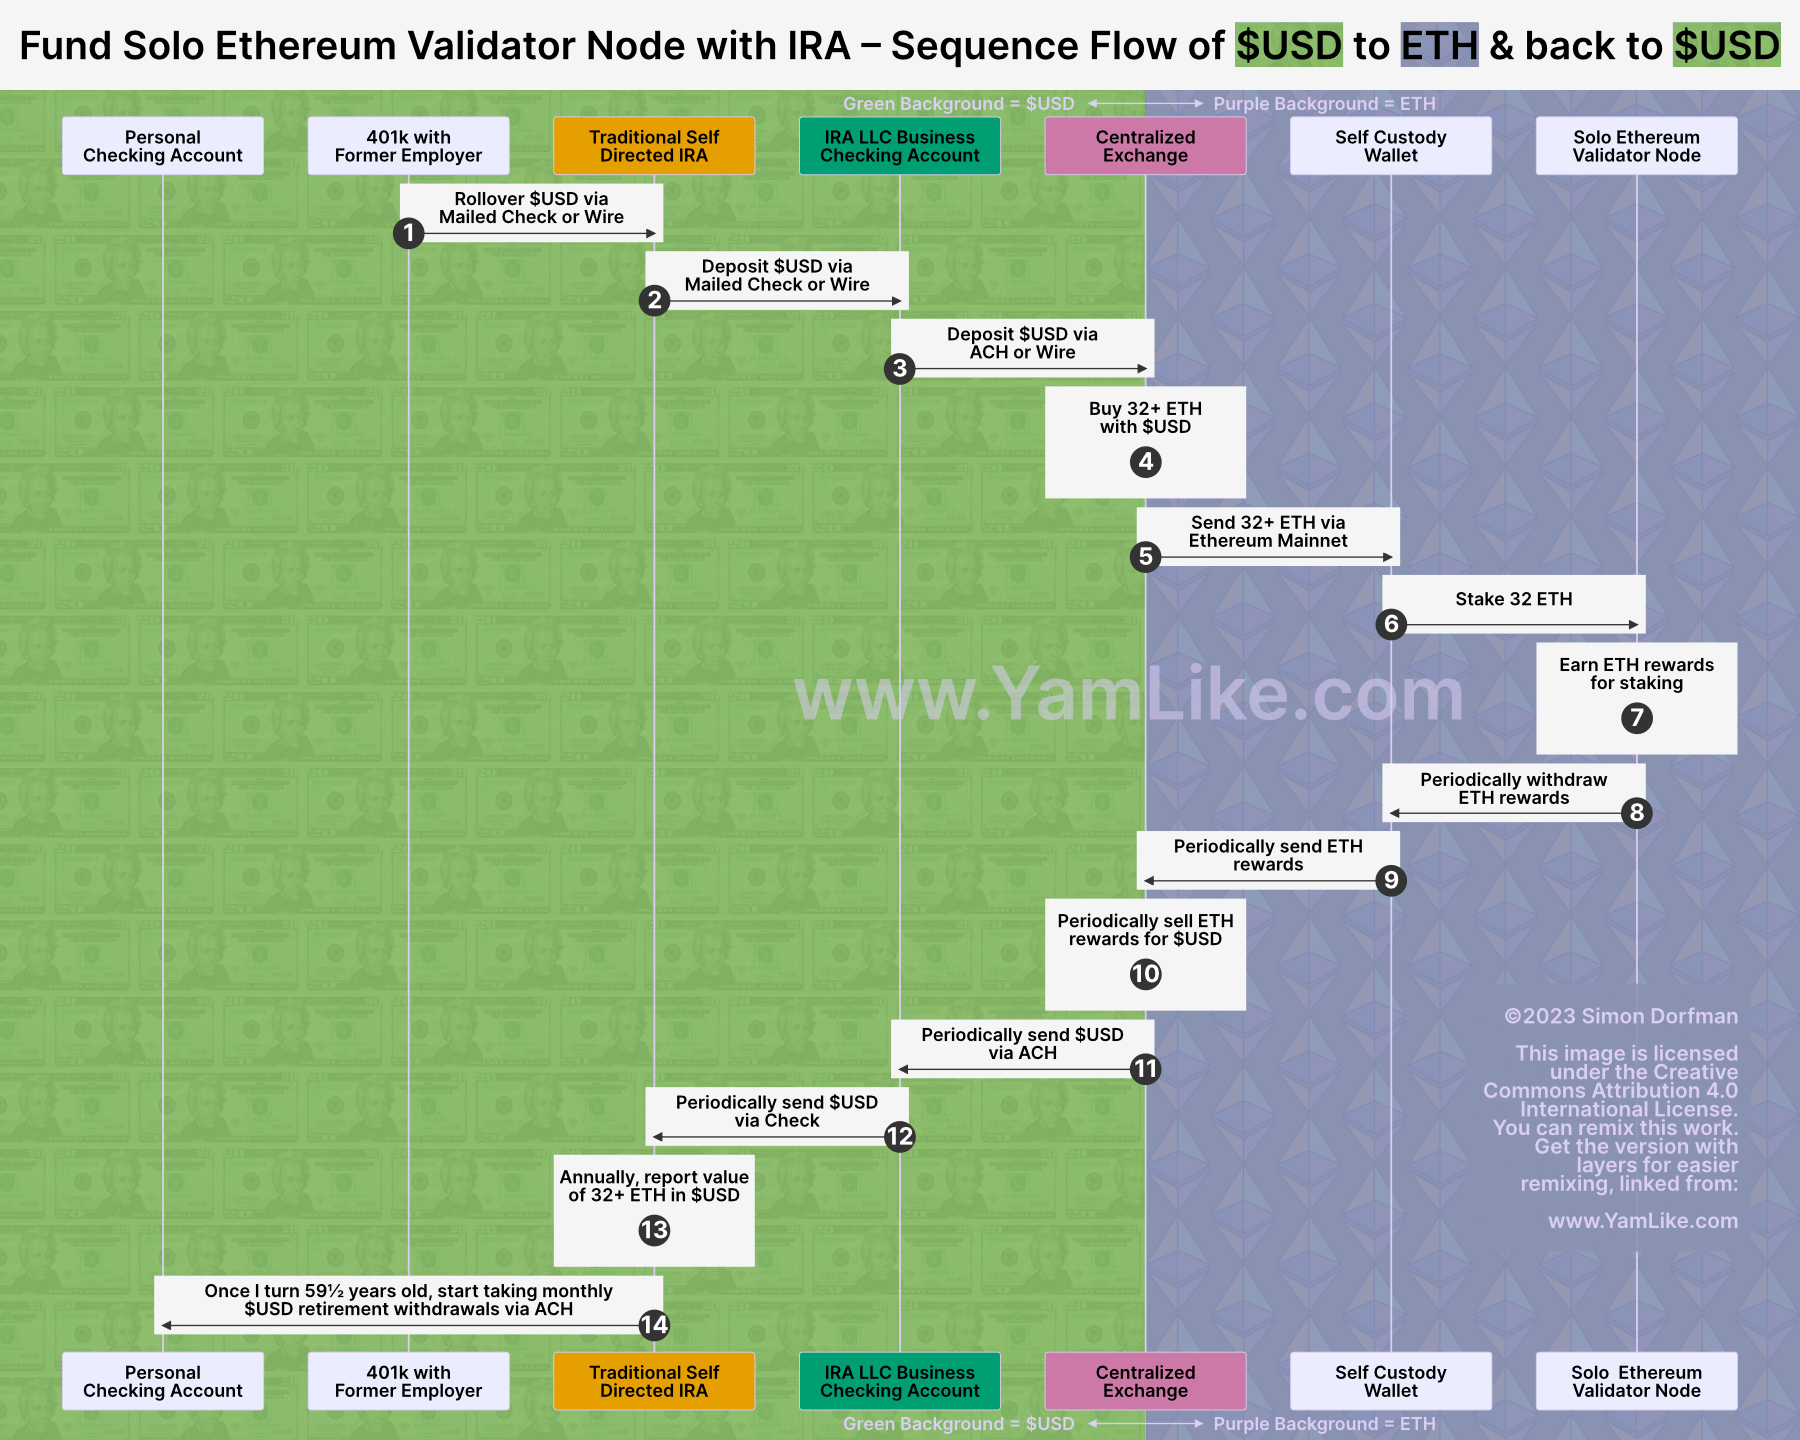 Fund Solo Ethereum Validator Node with IRA – Sequence Flow of $USD to ETH & back to $USD
Green Background = $USD
Purple Background = ETH
Personal
Checking Account
401k with
Former Employer
Traditional Self
Directed IRA
IRA LLC Business
Checking Account
Centralized
Exchange
Self Custody
Wallet
Solo Ethereum
Validator Node
Rollover $USD via
Mailed Check or Wire
1
Deposit $USD via
Mailed Check or Wire
2
Deposit $USD via
ACH or Wire
3
Buy 32+ ETH
with $USD
4
Send 32+ ETH via
Ethereum Mainnet
5
Stake 32 ETH
6
Earn ETH rewards
for staking
7
www.YamLike.com
Periodically withdraw
ETH rewards
8
Periodically send ETH
rewards
9
Periodically sell ETH
rewards for $USD
10
Periodically send $USD
via ACH
11
Periodically send $USD
via Check
12
Annually, report value
of 32+ ETH in $USD
13
Once I turn 59½ years old, start taking monthly
$USD retirement withdrawals via ACH
14
©2023 Simon Dorfman
This image is licensed
under the Creative
Commons Attribution 4.0
International License.
You can remix this work.
Get the version with
layers for easier
remixing, linked from:
www.YamLike.com
Personal
Checking Account
401k with
Former Employer
Traditional Self
Directed IRA
IRA LLC Business
Checking Account
Centralized
Exchange
Self Custody
Wallet
Solo Ethereum
Validator Node
Green Background = $USD
Purple Background = ETH